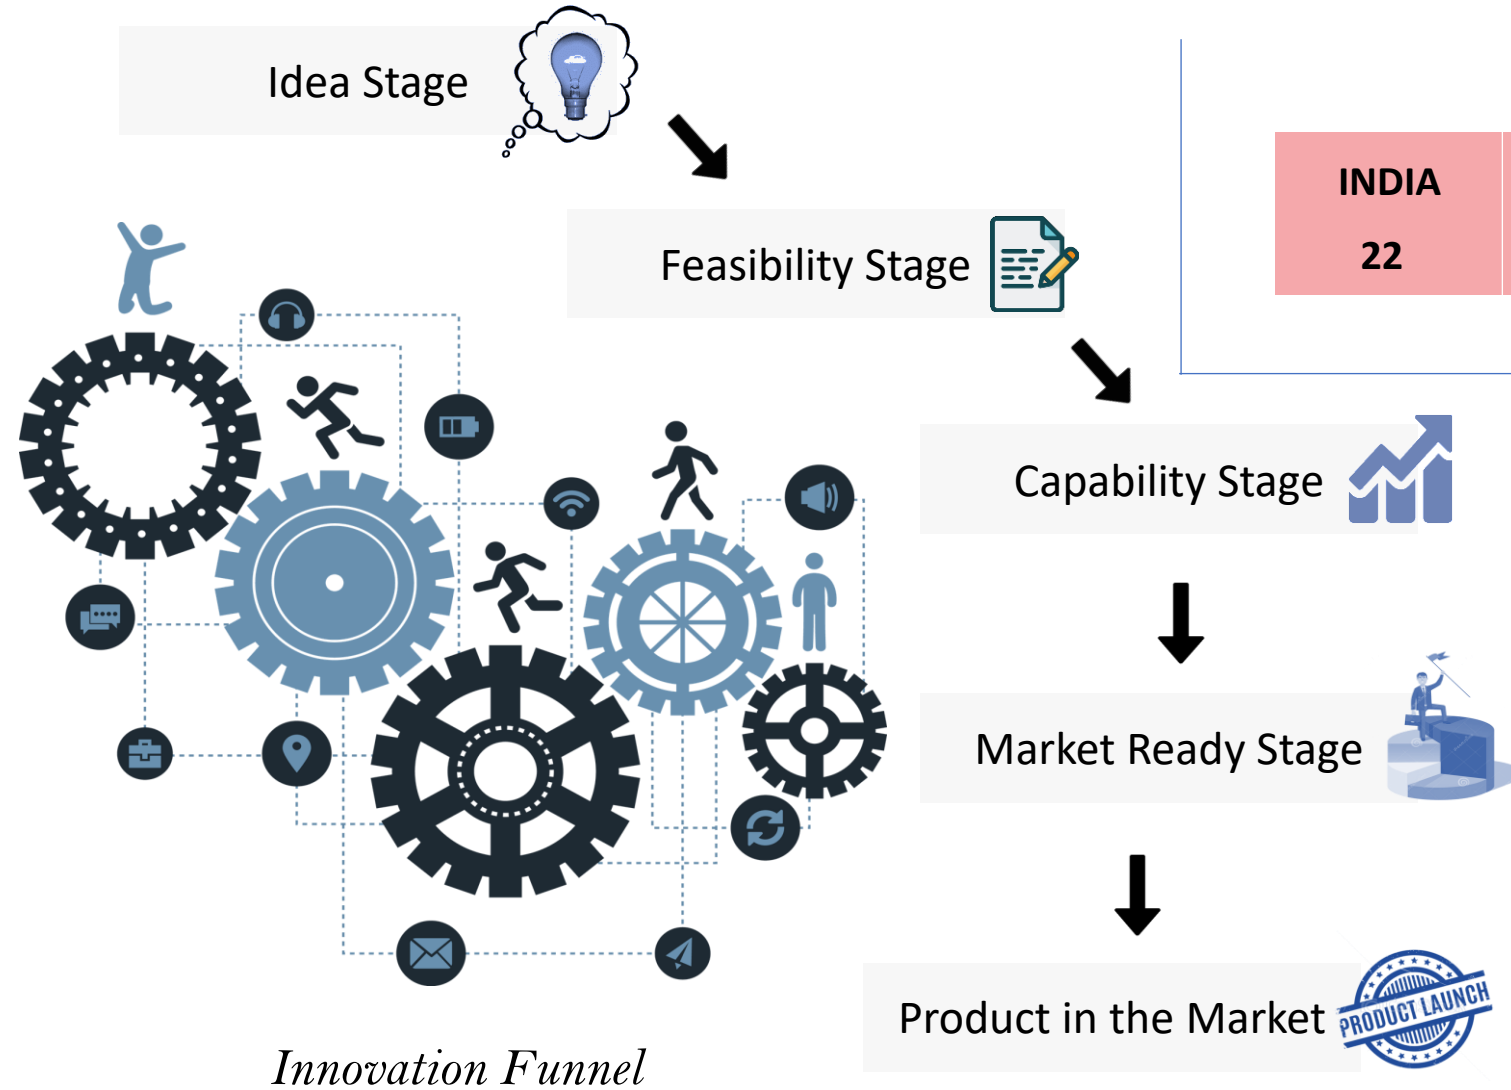 Idea Stage
INDIA
22
Feasibility Stage
Capability Stage
Market Ready Stage
Product in the Market
PRODUCT LAUNCH
Innovation Funnel